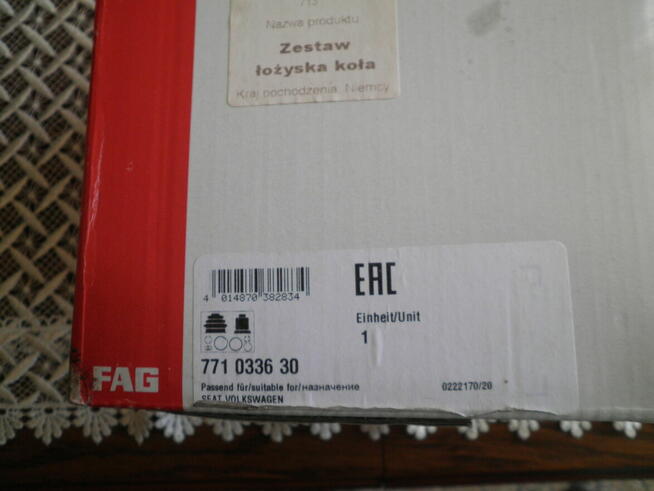 713
Nazwa produktu
Zestaw
łożyska koła
Kraj pochodzenia: Niemcy
4 014870 382834
EAC
Einheit/Unit
1
771 0336 30
FAG
Passend für/suitable for/назначение
0222170/20
SEAT,VOLKSWAGEN